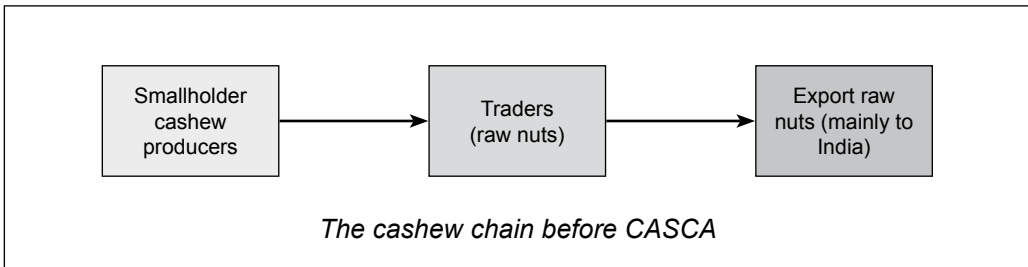 Smallholder
cashew
producers
Traders
(raw nuts)
Export raw
nuts (mainly to
India)
The cashew chain before CASCA